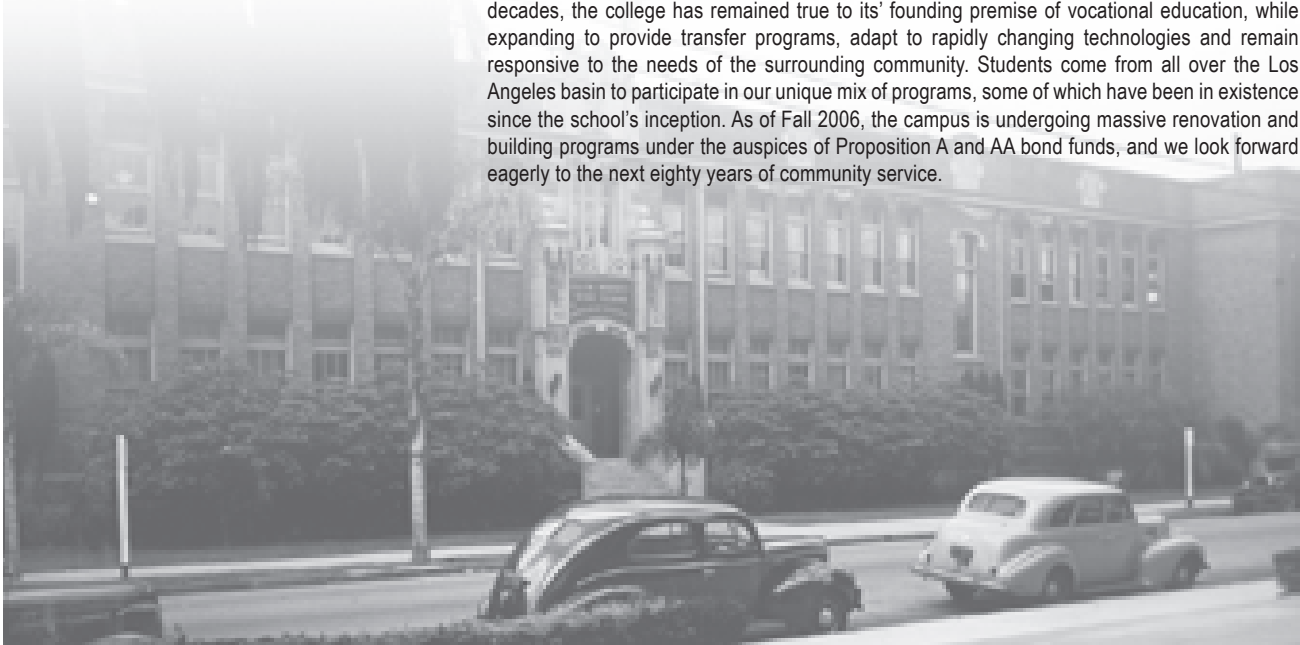 decades, the college has remained true to its’ founding premise of vocational education, while
expanding to provide transfer programs, adapt to rapidly changing technologies and remain
responsive to the needs of the surrounding community. Students come from all over the Los
Angeles basin to participate in our unique mix of programs, some of which have been in existence
since the school’s inception. As of Fall 2006, the campus is undergoing massive renovation and
building programs under the auspices of Proposition A and AA bond funds, and we look forward
eagerly to the next eighty years of community service.